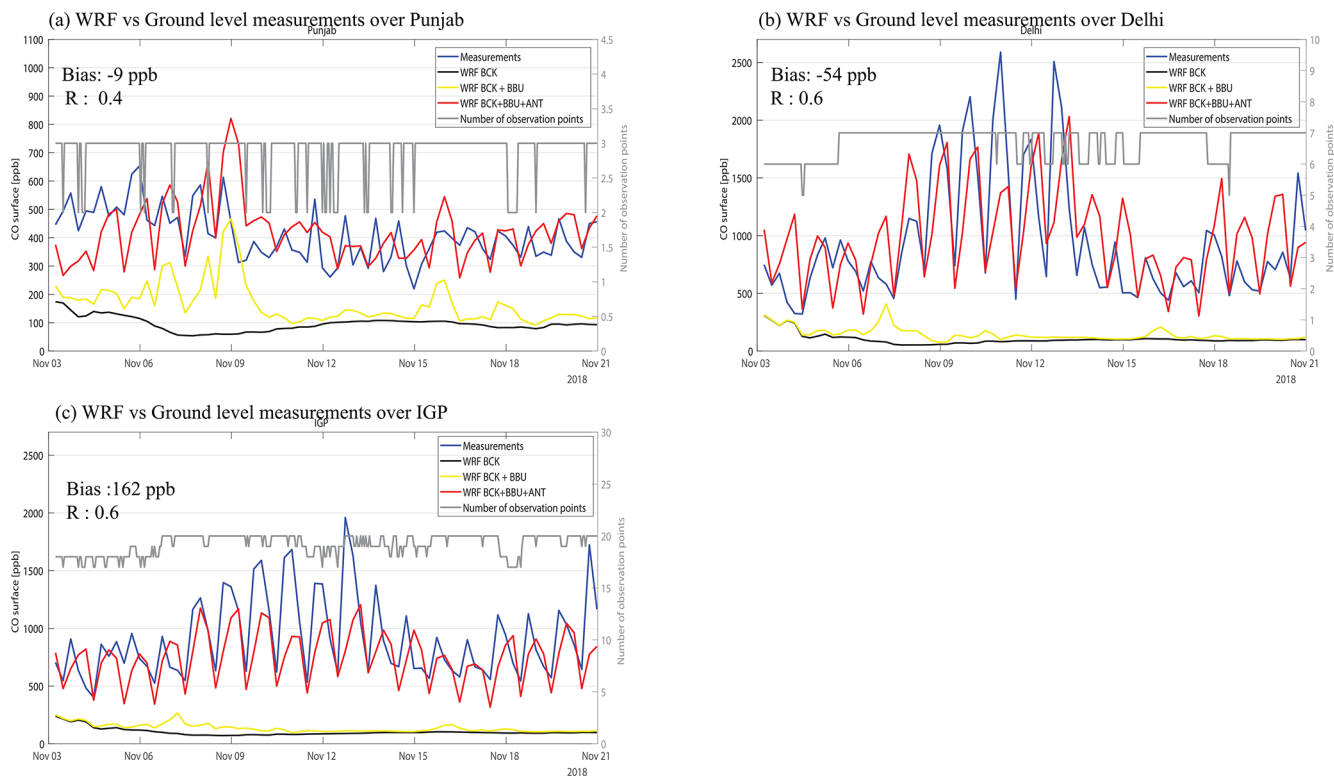 (a) WRF vs Ground level measurements over Punjab
Punjab
1100
1000
900
800
700
600
500
400
300
200
100
0
CO surface [ppb]
4.5
4
3.5
3
2.5
2
1.5
1
0.5
0
Number of observation points
Bias: -9 ppb
R : 0.4
Measurements
WRF BCK
WRF BCK + BBU
WRF BCK+BBU+ANT
Number of observation points
Nov 03 Nov 06 Nov 09 Nov 12 Nov 15 Nov 18 Nov 21
2018
(b) WRF vs Ground level measurements over Delhi
Delhi
2500
2000
1500
1000
500
0
CO surface [ppb]
10
9
8
7
6
5
4
3
2
1
0
Number of observation points
Bias: -54 ppb
R : 0.6
Measurements
WRF BCK
WRF BCK + BBU
WRF BCK+BBU+ANT
Number of observation points
Nov 03 Nov 06 Nov 09 Nov 12 Nov 15 Nov 18 Nov 21
2018
(c) WRF vs Ground level measurements over IGP
IGP
2500
2000
1500
1000
500
0
CO surface [ppb]
30
25
20
15
10
5
0
Number of observation points
Bias :162 ppb
R : 0.6
Measurements
WRF BCK
WRF BCK + BBU
WRF BCK+BBU+ANT
Number of observation points
Nov 03 Nov 06 Nov 09 Nov 12 Nov 15 Nov 18 Nov 21
2018